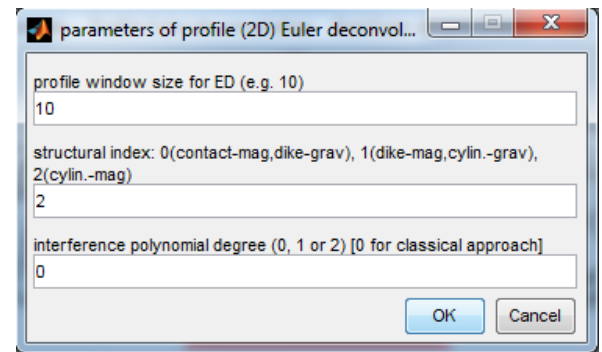 parameters of profile (2D) Euler deconvol...
profile window size for ED (e.g. 10)
10
structural index: 0(contact-mag,dike-grav), 1(dike-mag,cylin.-grav),
2(cylin.-mag)
2
interference polynomial degree (0, 1 or 2) [0 for classical approach]
0
OK Cancel